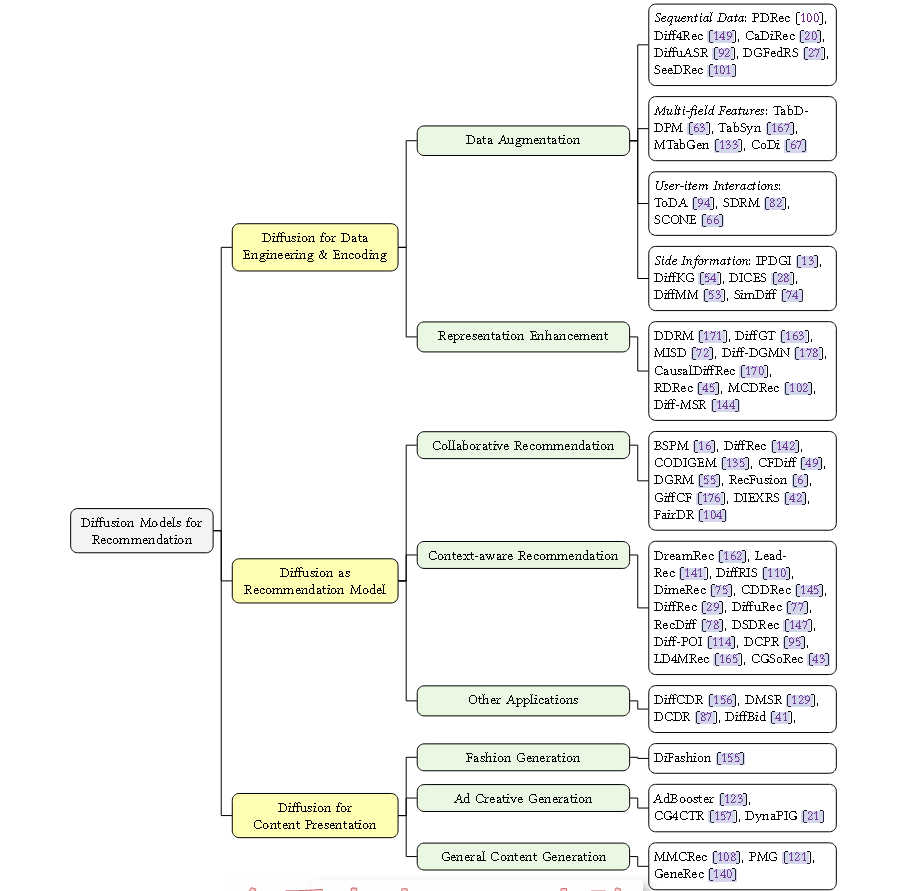 Diffusion Models for
Recommendation
Diffusion for Data
Engineering & Encoding
Data Augmentation
Sequential Data: PDRec [100],
Diff4Rec [149], CaDiRec [20],
DiffuASR [92], DGFedRS [27],
SeeDRec [101]
Multi-field Features: TabD-
DPM [63], TabSyn [167],
MTabGen [133], CoDi [67]
User-item Interactions:
ToDA [94], SDRM [82],
SCONE [66]
Side Information: IPDGI [13],
DiffKG [54], DICES [28],
DiffMM [53], SimDiff [74]
Representation Enhancement
DDRM [171], DiffGT [163],
MISD [72], Diff-DGMN [178],
CausalDiffRec [170],
RDRec [45], MCDRec [102],
Diff-MSR [144]
Diffusion as
Recommendation Model
Collaborative Recommendation
BSPM [16], DiffRec [142],
CODIGEM [135], CFDiff [49],
DGRM [55], RecFusion [6],
GiffCF [176], DIEXRS [42],
FairDR [104]
Context-aware Recommendation
DreamRec [162], Lead-
Rec [141], DiffRIS [110],
DimeRec [75], CDDRec [145],
DiffRec [29], DiffuRec [77],
RecDiff [78], DSDRec [147],
Diff-POI [114], DCPR [95],
LD4MRec [165], CGSoRec [43]
Other Applications
DiffCDR [156], DMSR [129],
DCDR [87], DiffBid [41],
Diffusion for
Content Presentation
Fashion Generation
DiFashion [155]
Ad Creative Generation
AdBooster [123],
CG4CTR [157], DynaPIG [21]
General Content Generation
MMCRec [108], PMG [121],
GeneRec [140]